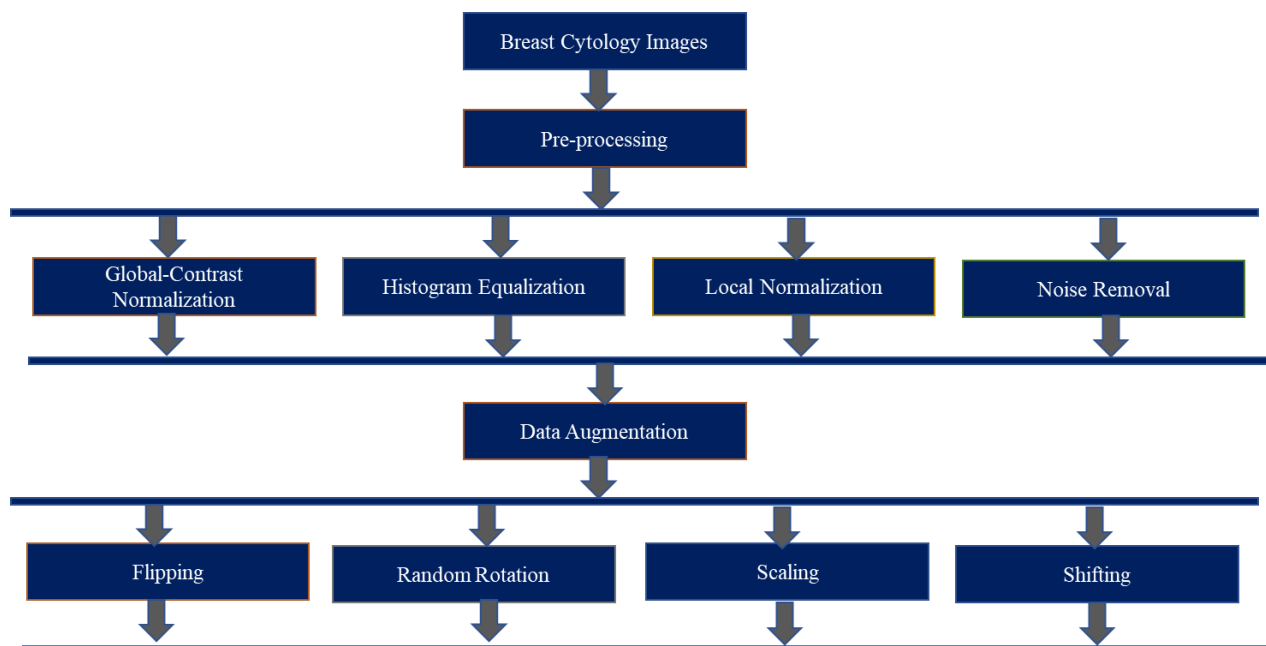 Breast Cytology Images
Pre-processing
Global-Contrast
Normalization
Histogram Equalization
Local Normalization
Noise Removal
Data Augmentation
Flipping
Random Rotation
Scaling
Shifting